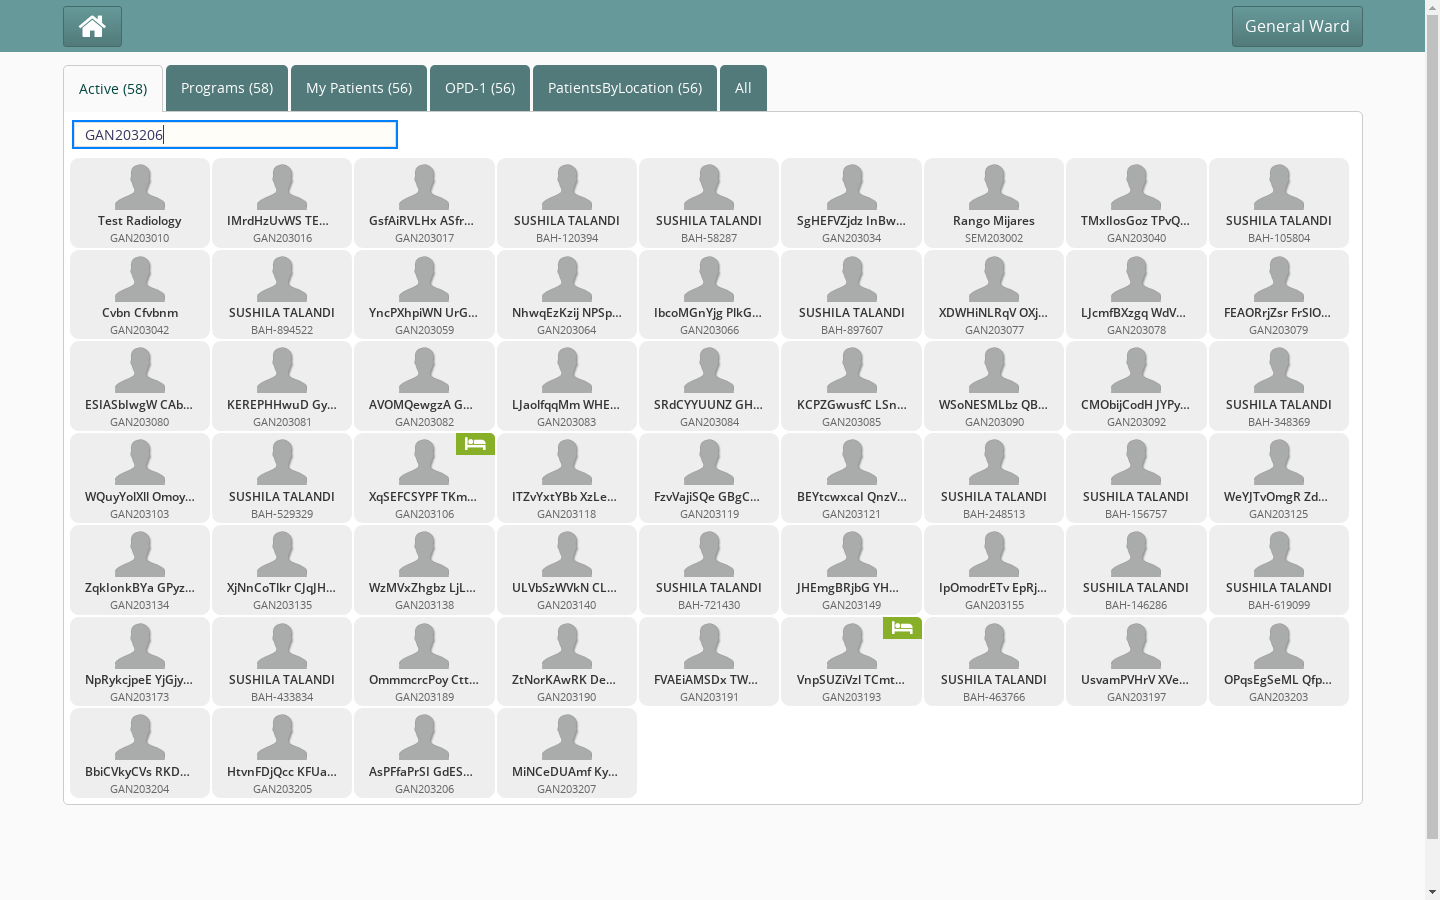 General Ward
Active (58)
Programs (58)
My Patients (56)
OPD-1 (56)
PatientsByLocation (56)
All
GAN203206
Test Radiology
GAN203010
IMrdHzUvWS TE...
GAN203016
GsfAiRVLHx ASfr...
GAN203017
SUSHILA TALANDI
BAH-120394
SUSHILA TALANDI
BAH-58287
SgHEFVZjdz InBw...
GAN203034
Rango Mijares
SEM203002
TMxlIosGoz TPvQ...
GAN203040
SUSHILA TALANDI
BAH-105804
Cvbn Cfvbnm
GAN203042
SUSHILA TALANDI
BAH-894522
YncPXhpiWN UrG...
GAN203059
NhwqEzKzij NPSp...
GAN203064
IbcoMGnYjg PlkG...
GAN203066
SUSHILA TALANDI
BAH-897607
XDWHiNLRqV OXj...
GAN203077
LJcmfBXzgq WdV...
GAN203078
FEAORrjZsr FrSIO...
GAN203079
ESIASbIwgW CAb...
GAN203080
KEREPHHwuD Gy...
GAN203081
AVOMQewgzA G...
GAN203082
LJaolfqqMm WHE...
GAN203083
SRdCYYUUNZ GH...
GAN203084
KCPZGwusfC LSn...
GAN203085
WSoNESMLbz QB...
GAN203090
CMObijCodH JYPy...
GAN203092
SUSHILA TALANDI
BAH-348369
WQuyYolXll Omoy...
GAN203103
SUSHILA TALANDI
BAH-529329
XqSEFCSYPF TKm...
GAN203106
ITZvYxtYBb XzLe...
GAN203118
FzvVajiSQe GBgC...
GAN203119
BEYtcwxcaI QnzV...
GAN203121
SUSHILA TALANDI
BAH-248513
SUSHILA TALANDI
BAH-156757
WeYJTvOmgR Zd...
GAN203125
ZqkIonkBYa GPyz...
GAN203134
XjNnCoTlkr CJqJH...
GAN203135
WzMVxZhgbz LjL...
GAN203138
ULVbSzWVkN CL...
GAN203140
SUSHILA TALANDI
BAH-721430
JHEmgBRjbG YH...
GAN203149
IpOmodrETv EpRj...
GAN203155
SUSHILA TALANDI
BAH-146286
SUSHILA TALANDI
BAH-619099
NpRykcjpeE YjGjy...
GAN203173
SUSHILA TALANDI
BAH-433834
OmmmcrcPoy Ctt...
GAN203189
ZtNorKAwRK De...
GAN203190
FVAEiAMSDx TW...
GAN203191
VnpSUZiVzl TCmt...
GAN203193
SUSHILA TALANDI
BAH-463766
UsvamPVHrV XVe...
GAN203197
OPqsEgSeML Qfp...
GAN203203
BbiCVkyCVs RKD...
GAN203204
HtvnFDjQcc KFUa...
GAN203205
AsPFfaPrSI GdES...
GAN203206
MiNCeDUAmf Ky...
GAN203207